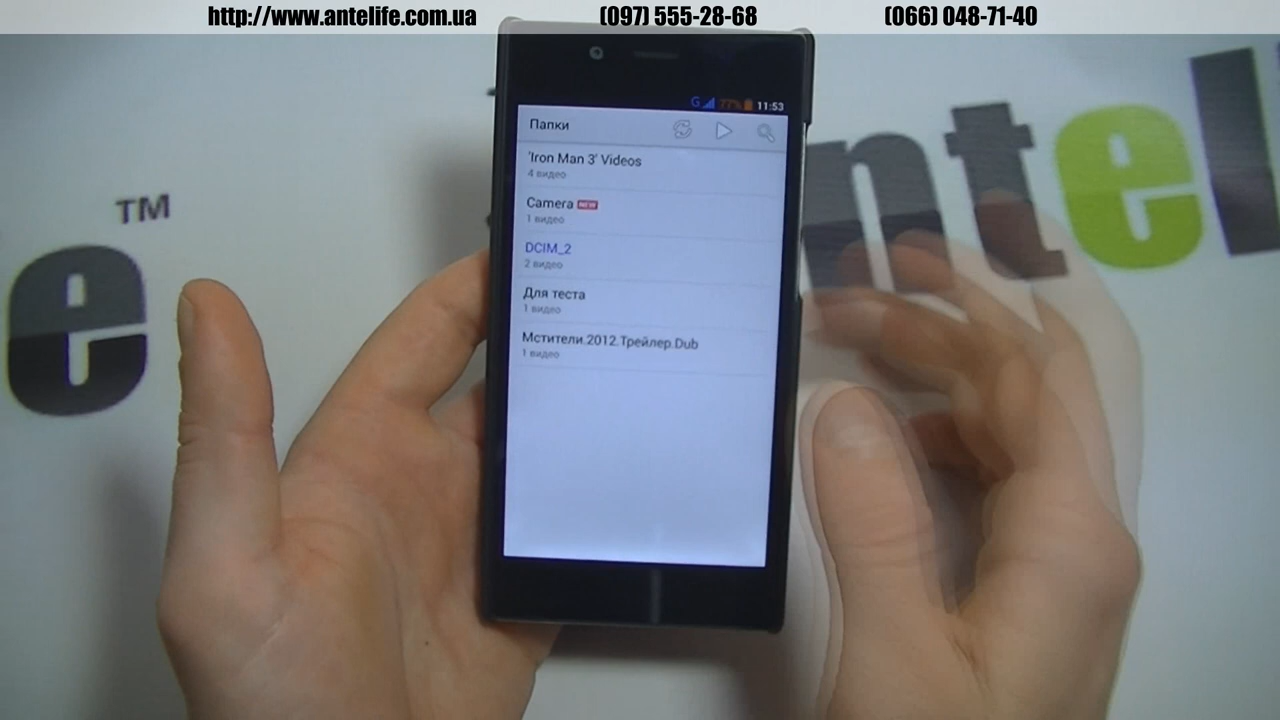 http://www.antelife.com.ua (097) 555-28-68 (066) 048-71-40
G 77% 11:53
Папки
'Iron Man 3' Videos
4 видео
Camera NEW
1 видео
DCIM_2
2 видео
Для теста
1 видео
Мстители.2012.Трейлер.Dub
1 видео
e TM
antel